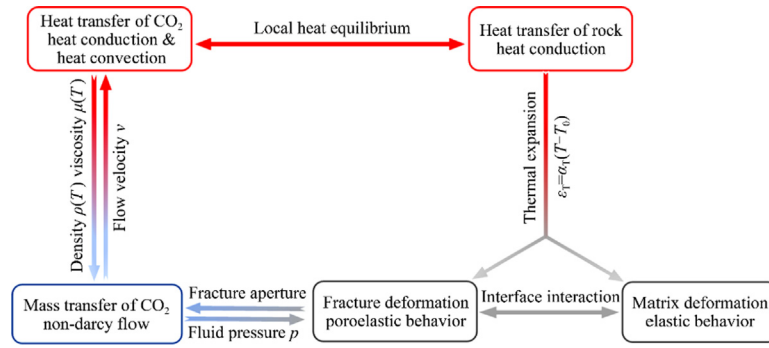 Heat transfer of CO₂
heat conduction &
heat convection
Local heat equilibrium
Heat transfer of rock
heat conduction
Density ρ(T) viscosity μ(T)
Flow velocity v
Thermal expansion
εT=αT(T−T0)
Mass transfer of CO₂
non-darcy flow
Fracture aperture
Fluid pressure p
Fracture deformation
poroelastic behavior
Interface interaction
Matrix deformation
elastic behavior